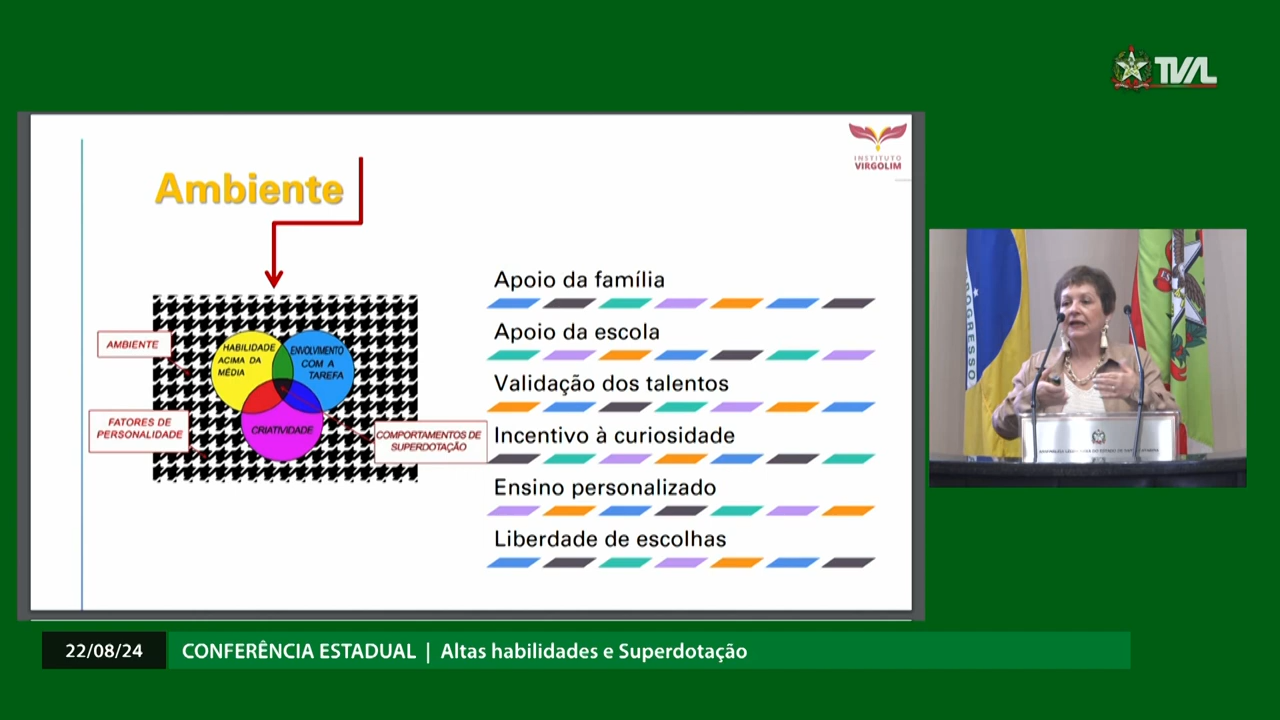 TVAL
INSTITUTO
VIRGOLIM
Ambiente
AMBIENTE
FATORES DE
PERSONALIDADE
HABILIDADE
ACIMA DA
MÉDIA
ENVOLVIMENTO
COM A
TAREFA
CRIATIVIDADE
COMPORTAMENTOS DE
SUPERDOTAÇÃO
Apoio da família
Apoio da escola
Validação dos talentos
Incentivo à curiosidade
Ensino personalizado
Liberdade de escolhas
ROGRESSO
22/08/24
CONFERÊNCIA ESTADUAL | Altas habilidades e Superdotação